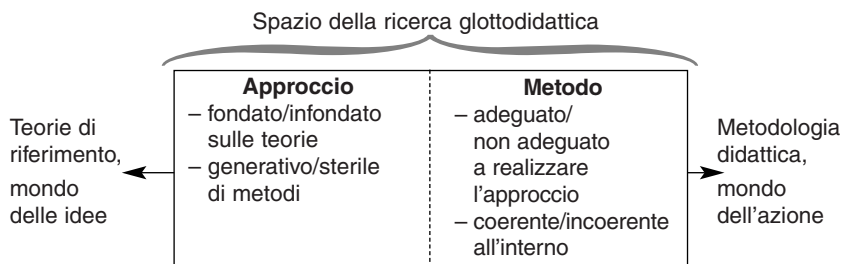 Spazio della ricerca glottodidattica
Teorie di
riferimento,
mondo
delle idee
Approccio
– fondato/infondato
sulle teorie
– generativo/sterile
di metodi
Metodo
– adeguato/
non adeguato
a realizzare
l'approccio
– coerente/incoerente
all'interno
Metodologia
didattica,
mondo
dell'azione